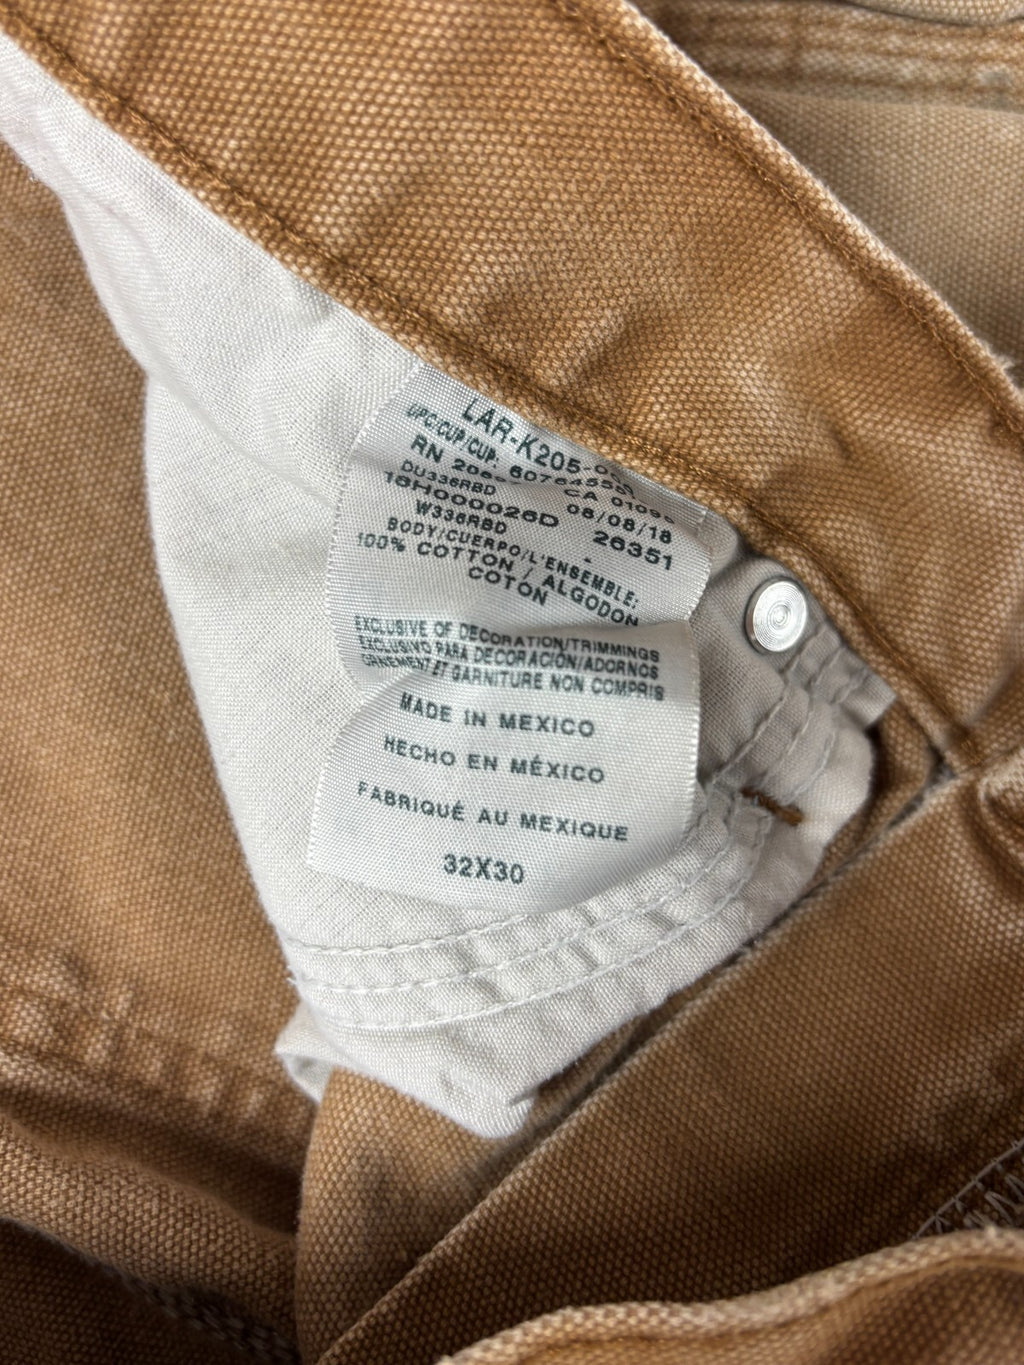 LAR-K205-0
UPC/CUP/CUP:
RN CA
DU336RBD 08/08/18
18H000026D 26351
W336RBD
BODY/CUERPO/L'ENSEMBLE:
100% COTTON / ALGODON
COTON
EXCLUSIVE OF DECORATION/TRIMMINGS
EXCLUSIVO PARA DECORACIÓN/ADORNOS
ORNEMENT ET GARNITURE NON COMPRIS
MADE IN MEXICO
HECHO EN MÉXICO
FABRIQUÉ AU MEXIQUE
32X30